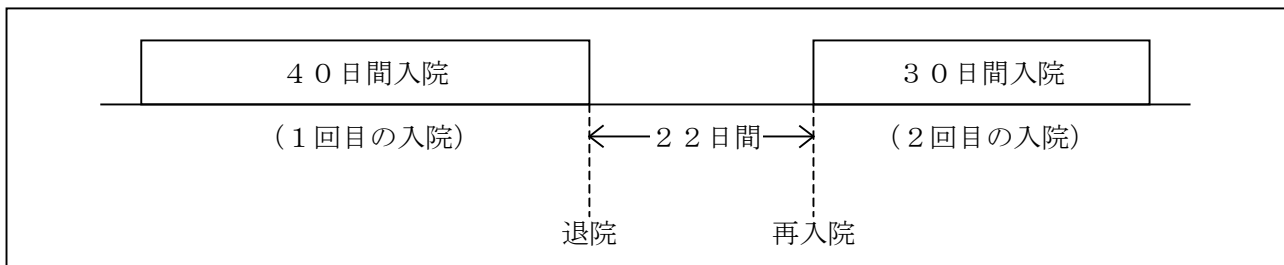 ４０日間入院 ３０日間入院
（１回目の入院） ２２日間 （２回目の入院）
退院 再入院